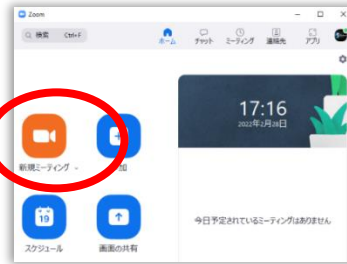 Zoom
検索 Ctrl+F
ホーム チャット ミーティング 連絡先 アプリ
17:16
2022年2月28日
新規ミーティング
加
19
スケジュール
画面の共有
今日予定されているミーティングはありません